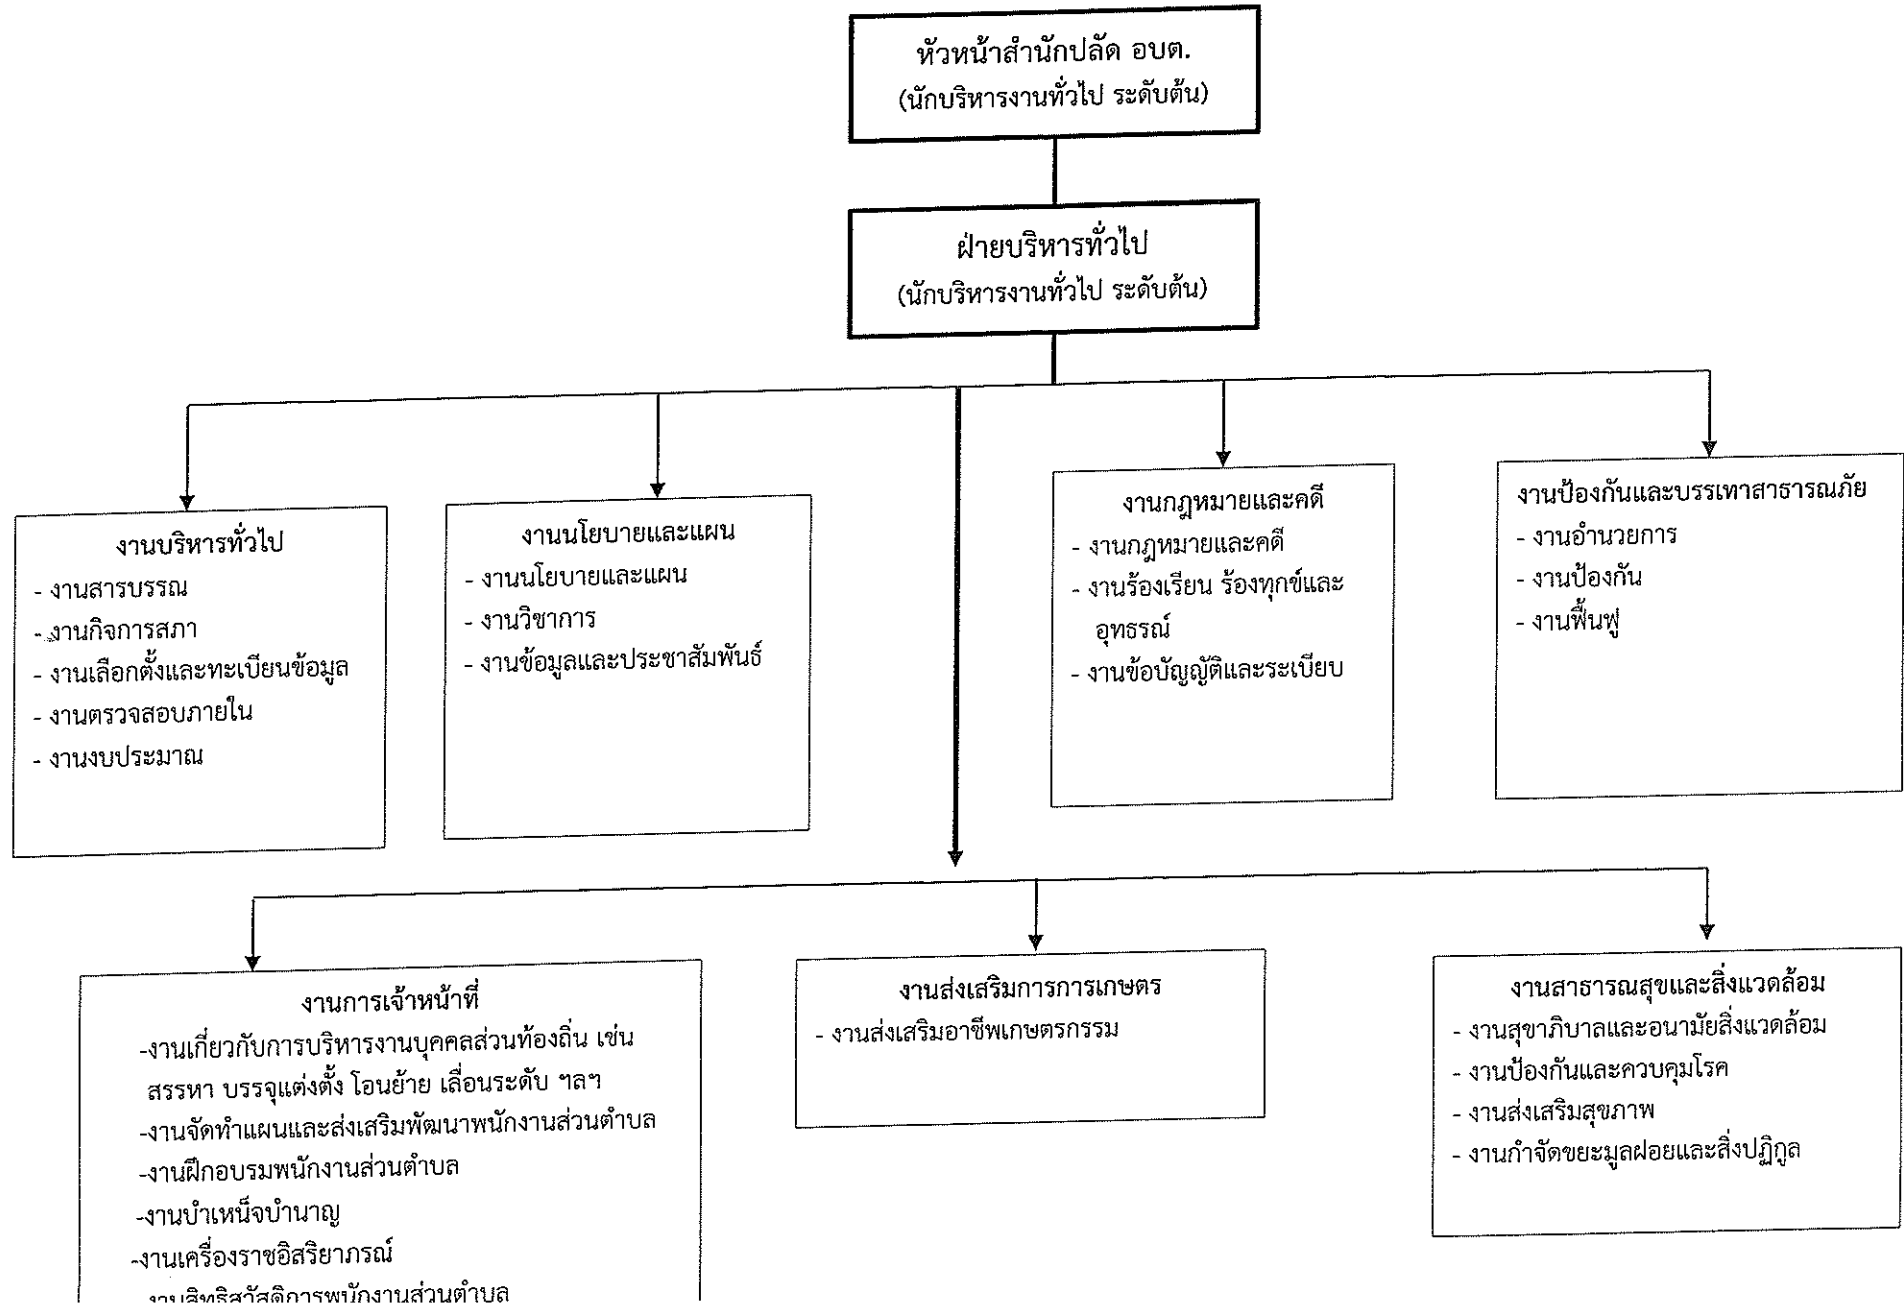 หัวหน้าสำนักปลัด อบต.
(นักบริหารงานทั่วไป ระดับต้น)
ฝ่ายบริหารทั่วไป
(นักบริหารงานทั่วไป ระดับต้น)
งานบริหารทั่วไป
- งานสารบรรณ
- งานกิจการสภา
- งานเลือกตั้งและทะเบียนข้อมูล
- งานตรวจสอบภายใน
- งานงบประมาณ
งานนโยบายและแผน
- งานนโยบายและแผน
- งานวิชาการ
- งานข้อมูลและประชาสัมพันธ์
งานกฎหมายและคดี
- งานกฎหมายและคดี
- งานร้องเรียน ร้องทุกข์และ
อุทธรณ์
- งานข้อบัญญัติและระเบียบ
งานป้องกันและบรรเทาสาธารณภัย
- งานอำนวยการ
- งานป้องกัน
- งานฟื้นฟู
งานการเจ้าหน้าที่
-งานเกี่ยวกับการบริหารงานบุคคลส่วนท้องถิ่น เช่น
สรรหา บรรจุแต่งตั้ง โอนย้าย เลื่อนระดับ ฯลฯ
-งานจัดทำแผนและส่งเสริมพัฒนาพนักงานส่วนตำบล
-งานฝึกอบรมพนักงานส่วนตำบล
-งานบำเหน็จบำนาญ
-งานเครื่องราชอิสริยาภรณ์
-งานสิทธิสวัสดิการพนักงานส่วนตำบล
งานส่งเสริมการการเกษตร
- งานส่งเสริมอาชีพเกษตรกรรม
งานสาธารณสุขและสิ่งแวดล้อม
- งานสุขาภิบาลและอนามัยสิ่งแวดล้อม
- งานป้องกันและควบคุมโรค
- งานส่งเสริมสุขภาพ
- งานกำจัดขยะมูลฝอยและสิ่งปฏิกูล